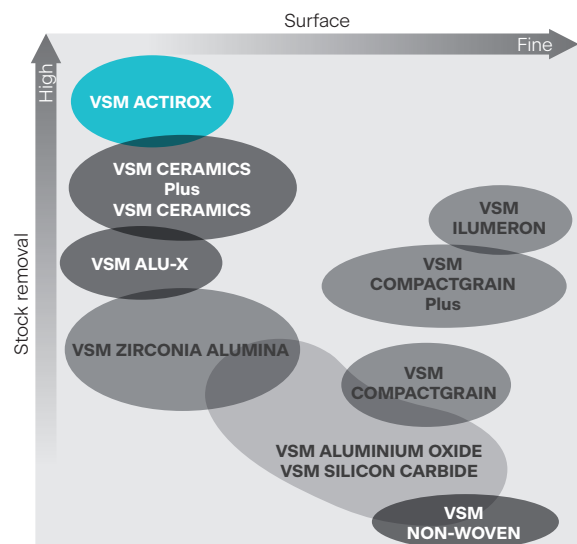 Surface
Fine
High
Stock removal
VSM ACTIROX
VSM CERAMICS
Plus
VSM CERAMICS
VSM ILUMERON
VSM ALU-X
VSM
COMPACTGRAIN
Plus
VSM ZIRCONIA ALUMINA
VSM
COMPACTGRAIN
VSM ALUMINIUM OXIDE
VSM SILICON CARBIDE
VSM
NON-WOVEN